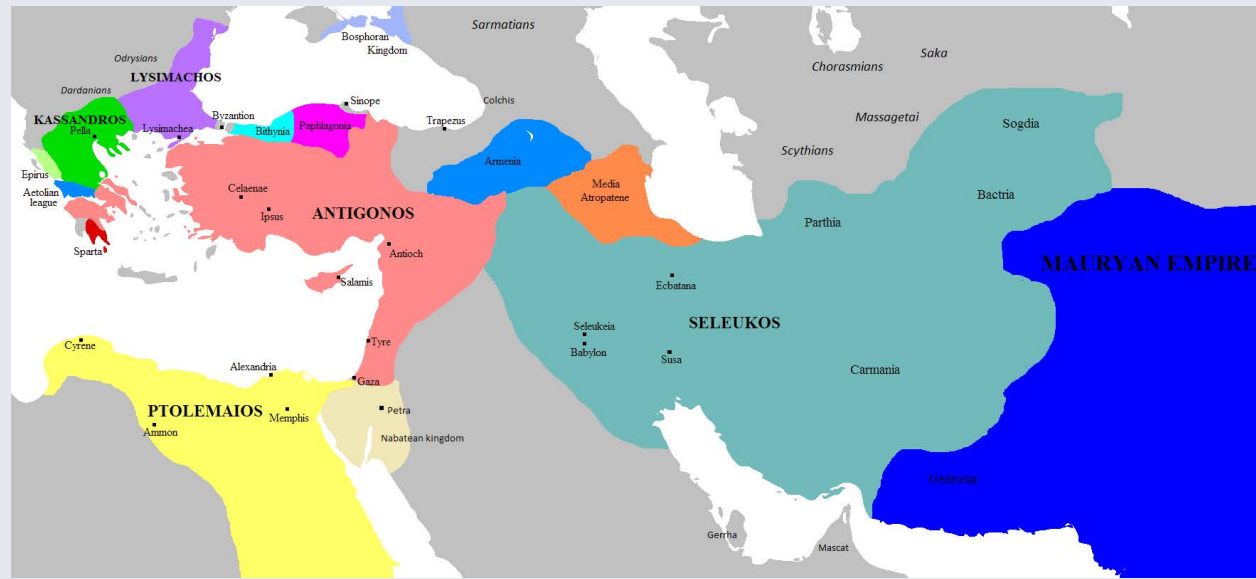 Sarmatians
Bosphoran
Kingdom
Saka
Odrysians
Chorasmians
LYSIMACHOS
Dardanians
Sinope
Colchis
KASSANDROS
Byzantion
Massagetai
Pella
Lysimachea
Bithynia
Paphlagonia
Trapezus
Sogdia
Scythians
Armenia
Epirus
Media
Atropatene
Aetolian
league
Celaenae
Ipsus
ANTIGONOS
Bactria
Parthia
Sparta
Antioch
MAURYAN EMPIRE
Salamis
Ecbatana
Seleukeia
SELEUKOS
Cyrene
Tyre
Babylon
Susa
Alexandria
Carmania
Gaza
PTOLEMAIOS
Memphis
Petra
Ammon
Nabatean kingdom
Gedrosia
Gerrha
Mascat